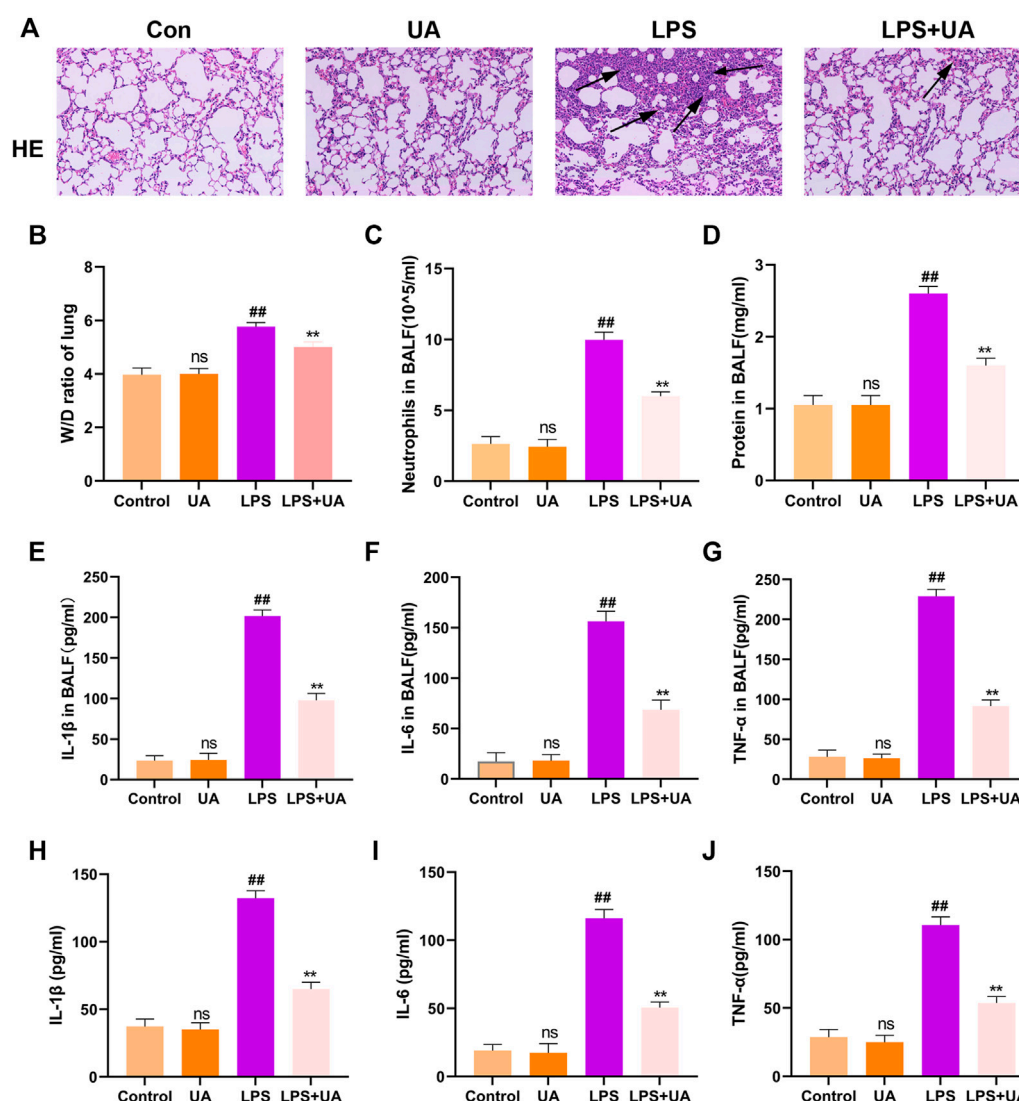 A
Con
UA
LPS
LPS+UA
HE
B
W/D ratio of lung
8
6
4
2
0
ns
##
**
Control
UA
LPS
LPS+UA
C
Neutrophils in BALF(10^5/ml)
15
10
5
0
ns
##
**
Control
UA
LPS
LPS+UA
D
Protein in BALF(mg/ml)
3
2
1
0
ns
##
**
Control
UA
LPS
LPS+UA
E
IL-1β in BALF（pg/ml）
250
200
150
100
50
0
ns
##
**
Control
UA
LPS
LPS+UA
F
IL-6 in BALF(pg/ml)
200
150
100
50
0
ns
##
**
Control
UA
LPS
LPS+UA
G
TNF-α in BALF(pg/ml)
250
200
150
100
50
0
ns
##
**
Control
UA
LPS
LPS+UA
H
IL-1β (pg/ml)
150
100
50
0
ns
##
**
Control
UA
LPS
LPS+UA
I
IL-6 (pg/ml)
150
100
50
0
ns
##
**
Control
UA
LPS
LPS+UA
J
TNF-α(pg/ml)
150
100
50
0
ns
##
**
Control
UA
LPS
LPS+UA